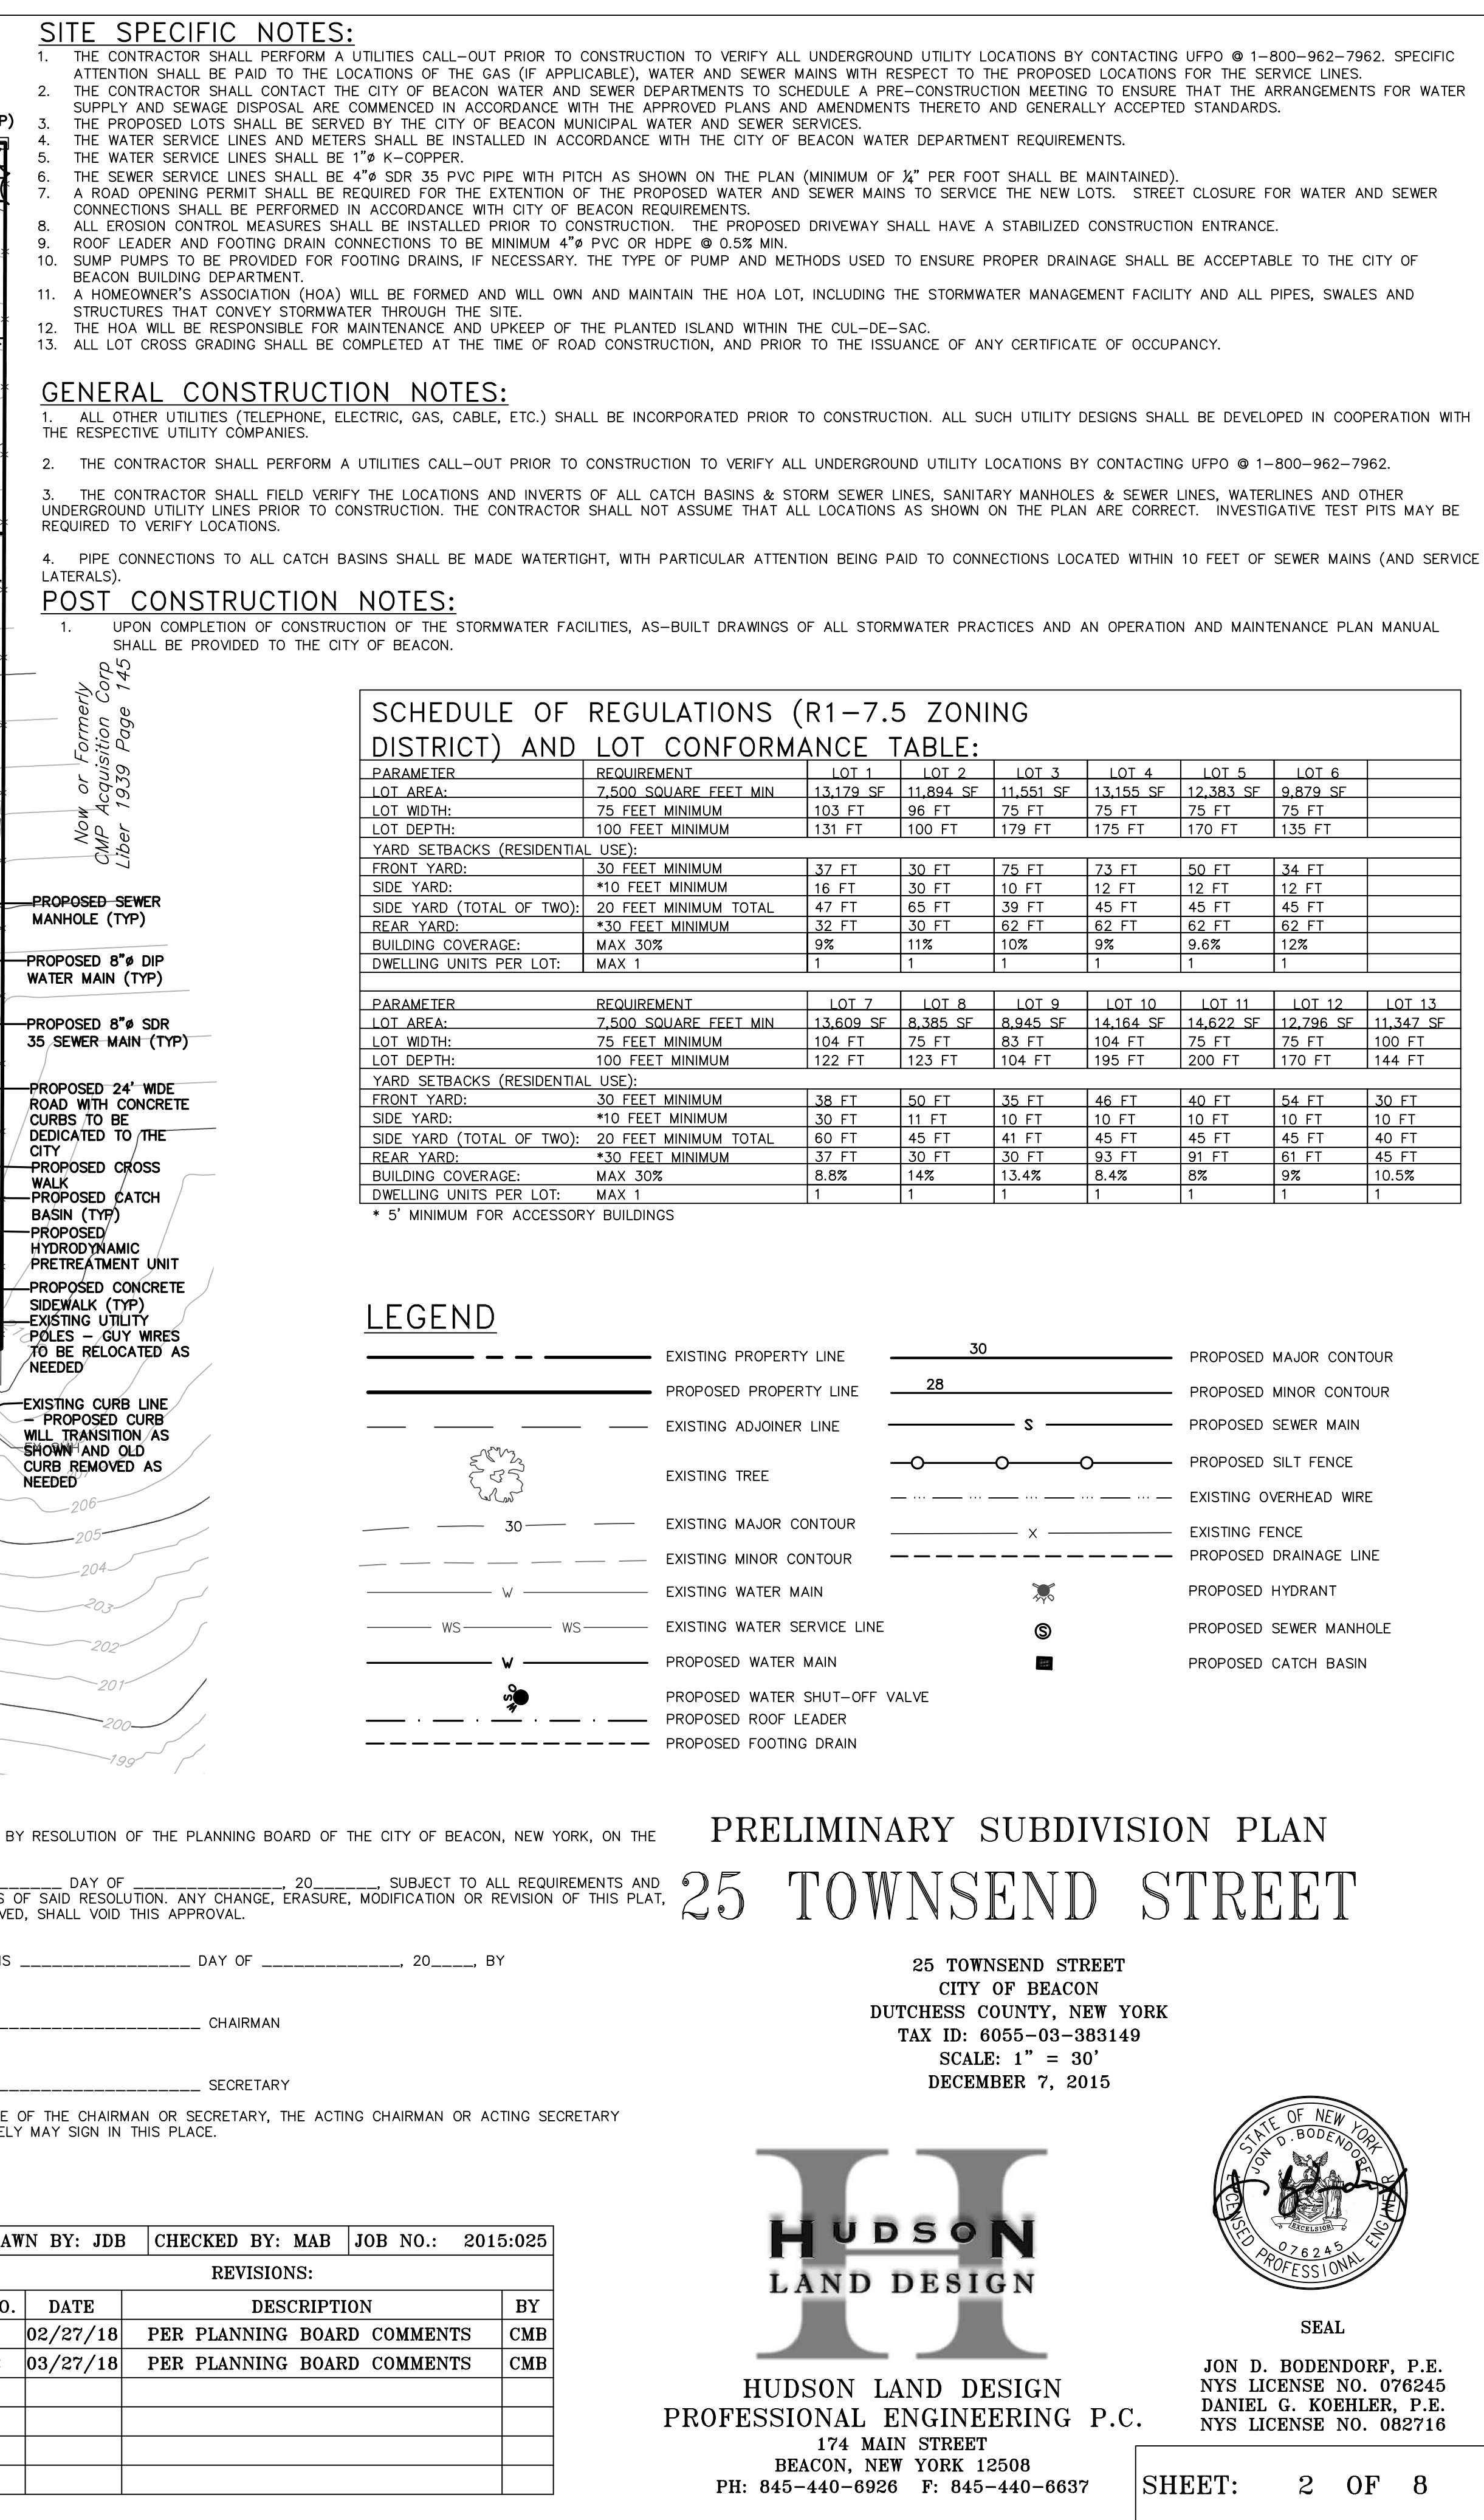 SITE SPECIFIC NOTES:
1. THE CONTRACTOR SHALL PERFORM A UTILITIES CALL-OUT PRIOR TO CONSTRUCTION TO VERIFY ALL UNDERGROUND UTILITY LOCATIONS BY CONTACTING UFPO @ 1-800-962-7962. SPECIFIC
ATTENTION SHALL BE PAID TO THE LOCATIONS OF THE GAS (IF APPLICABLE), WATER AND SEWER MAINS WITH RESPECT TO THE PROPOSED LOCATIONS FOR THE SERVICE LINES.
2. THE CONTRACTOR SHALL CONTACT THE CITY OF BEACON WATER AND SEWER DEPARTMENTS TO SCHEDULE A PRE-CONSTRUCTION MEETING TO ENSURE THAT THE ARRANGEMENTS FOR WATER
SUPPLY AND SEWAGE DISPOSAL ARE COMMENCED IN ACCORDANCE WITH THE APPROVED PLANS AND AMENDMENTS THERETO AND GENERALLY ACCEPTED STANDARDS.
P)
3. THE PROPOSED LOTS SHALL BE SERVED BY THE CITY OF BEACON MUNICIPAL WATER AND SEWER SERVICES.
4. THE WATER SERVICE LINES AND METERS SHALL BE INSTALLED IN ACCORDANCE WITH THE CITY OF BEACON WATER DEPARTMENT REQUIREMENTS.
5. THE WATER SERVICE LINES SHALL BE 1"ø K-COPPER.
6. THE SEWER SERVICE LINES SHALL BE 4"ø SDR 35 PVC PIPE WITH PITCH AS SHOWN ON THE PLAN (MINIMUM OF ¼" PER FOOT SHALL BE MAINTAINED).
7. A ROAD OPENING PERMIT SHALL BE REQUIRED FOR THE EXTENTION OF THE PROPOSED WATER AND SEWER MAINS TO SERVICE THE NEW LOTS. STREET CLOSURE FOR WATER AND SEWER
CONNECTIONS SHALL BE PERFORMED IN ACCORDANCE WITH CITY OF BEACON REQUIREMENTS.
8. ALL EROSION CONTROL MEASURES SHALL BE INSTALLED PRIOR TO CONSTRUCTION. THE PROPOSED DRIVEWAY SHALL HAVE A STABILIZED CONSTRUCTION ENTRANCE.
9. ROOF LEADER AND FOOTING DRAIN CONNECTIONS TO BE MINIMUM 4"ø PVC OR HDPE @ 0.5% MIN.
10. SUMP PUMPS TO BE PROVIDED FOR FOOTING DRAINS, IF NECESSARY. THE TYPE OF PUMP AND METHODS USED TO ENSURE PROPER DRAINAGE SHALL BE ACCEPTABLE TO THE CITY OF
BEACON BUILDING DEPARTMENT.
11. A HOMEOWNER'S ASSOCIATION (HOA) WILL BE FORMED AND WILL OWN AND MAINTAIN THE HOA LOT, INCLUDING THE STORMWATER MANAGEMENT FACILITY AND ALL PIPES, SWALES AND
STRUCTURES THAT CONVEY STORMWATER THROUGH THE SITE.
12. THE HOA WILL BE RESPONSIBLE FOR MAINTENANCE AND UPKEEP OF THE PLANTED ISLAND WITHIN THE CUL-DE-SAC.
13. ALL LOT CROSS GRADING SHALL BE COMPLETED AT THE TIME OF ROAD CONSTRUCTION, AND PRIOR TO THE ISSUANCE OF ANY CERTIFICATE OF OCCUPANCY.
GENERAL CONSTRUCTION NOTES:
1. ALL OTHER UTILITIES (TELEPHONE, ELECTRIC, GAS, CABLE, ETC.) SHALL BE INCORPORATED PRIOR TO CONSTRUCTION. ALL SUCH UTILITY DESIGNS SHALL BE DEVELOPED IN COOPERATION WITH
THE RESPECTIVE UTILITY COMPANIES.
2. THE CONTRACTOR SHALL PERFORM A UTILITIES CALL-OUT PRIOR TO CONSTRUCTION TO VERIFY ALL UNDERGROUND UTILITY LOCATIONS BY CONTACTING UFPO @ 1-800-962-7962.
3. THE CONTRACTOR SHALL FIELD VERIFY THE LOCATIONS AND INVERTS OF ALL CATCH BASINS & STORM SEWER LINES, SANITARY MANHOLES & SEWER LINES, WATERLINES AND OTHER
UNDERGROUND UTILITY LINES PRIOR TO CONSTRUCTION. THE CONTRACTOR SHALL NOT ASSUME THAT ALL LOCATIONS AS SHOWN ON THE PLAN ARE CORRECT. INVESTIGATIVE TEST PITS MAY BE
REQUIRED TO VERIFY LOCATIONS.
4. PIPE CONNECTIONS TO ALL CATCH BASINS SHALL BE MADE WATERTIGHT, WITH PARTICULAR ATTENTION BEING PAID TO CONNECTIONS LOCATED WITHIN 10 FEET OF SEWER MAINS (AND SERVICE
LATERALS).
POST CONSTRUCTION NOTES:
1. UPON COMPLETION OF CONSTRUCTION OF THE STORMWATER FACILITIES, AS-BUILT DRAWINGS OF ALL STORMWATER PRACTICES AND AN OPERATION AND MAINTENANCE PLAN MANUAL
SHALL BE PROVIDED TO THE CITY OF BEACON.
Now or Formerly
CMP Acquisition Corp
Liber 1939 Page 145
SCHEDULE OF REGULATIONS (R1-7.5 ZONING
DISTRICT) AND LOT CONFORMANCE TABLE:
PARAMETER REQUIREMENT LOT 1 LOT 2 LOT 3 LOT 4 LOT 5 LOT 6
LOT AREA: 7,500 SQUARE FEET MIN 13,179 SF 11,894 SF 11,551 SF 13,155 SF 12,383 SF 9,879 SF
LOT WIDTH: 75 FEET MINIMUM 103 FT 96 FT 75 FT 75 FT 75 FT 75 FT
LOT DEPTH: 100 FEET MINIMUM 131 FT 100 FT 179 FT 175 FT 170 FT 135 FT
YARD SETBACKS (RESIDENTIAL USE):
FRONT YARD: 30 FEET MINIMUM 37 FT 30 FT 75 FT 73 FT 50 FT 34 FT
SIDE YARD: *10 FEET MINIMUM 16 FT 30 FT 10 FT 12 FT 12 FT 12 FT
SIDE YARD (TOTAL OF TWO): 20 FEET MINIMUM TOTAL 47 FT 65 FT 39 FT 45 FT 45 FT 45 FT
REAR YARD: *30 FEET MINIMUM 32 FT 30 FT 62 FT 62 FT 62 FT 62 FT
BUILDING COVERAGE: MAX 30% 9% 11% 10% 9% 9.6% 12%
DWELLING UNITS PER LOT: MAX 1 1 1 1 1 1 1
PARAMETER REQUIREMENT LOT 7 LOT 8 LOT 9 LOT 10 LOT 11 LOT 12 LOT 13
LOT AREA: 7,500 SQUARE FEET MIN 13,609 SF 8,385 SF 8,945 SF 14,164 SF 14,622 SF 12,796 SF 11,347 SF
LOT WIDTH: 75 FEET MINIMUM 104 FT 75 FT 83 FT 104 FT 75 FT 75 FT 100 FT
LOT DEPTH: 100 FEET MINIMUM 122 FT 123 FT 104 FT 195 FT 200 FT 170 FT 144 FT
YARD SETBACKS (RESIDENTIAL USE):
FRONT YARD: 30 FEET MINIMUM 38 FT 50 FT 35 FT 46 FT 40 FT 54 FT 30 FT
SIDE YARD: *10 FEET MINIMUM 30 FT 11 FT 10 FT 10 FT 10 FT 10 FT 10 FT
SIDE YARD (TOTAL OF TWO): 20 FEET MINIMUM TOTAL 60 FT 45 FT 41 FT 45 FT 45 FT 45 FT 40 FT
REAR YARD: *30 FEET MINIMUM 37 FT 30 FT 30 FT 93 FT 91 FT 61 FT 45 FT
BUILDING COVERAGE: MAX 30% 8.8% 14% 13.4% 8.4% 8% 9% 10.5%
DWELLING UNITS PER LOT: MAX 1 1 1 1 1 1 1 1
* 5' MINIMUM FOR ACCESSORY BUILDINGS
PROPOSED SEWER
MANHOLE (TYP)
PROPOSED 8"ø DIP
WATER MAIN (TYP)
PROPOSED 8"ø SDR
35 SEWER MAIN (TYP)
PROPOSED 24' WIDE
ROAD WITH CONCRETE
CURBS TO BE
DEDICATED TO THE
CITY
PROPOSED CROSS
WALK
PROPOSED CATCH
BASIN (TYP)
PROPOSED
HYDRODYNAMIC
PRETREATMENT UNIT
PROPOSED CONCRETE
SIDEWALK (TYP)
EXISTING UTILITY
POLES - GUY WIRES
TO BE RELOCATED AS
NEEDED
EXISTING CURB LINE
- PROPOSED CURB
WILL TRANSITION AS
SHOWN AND OLD
CURB REMOVED AS
NEEDED
206
205
204
203
202
201
200
199
LEGEND
EXISTING PROPERTY LINE
PROPOSED PROPERTY LINE
EXISTING ADJOINER LINE
EXISTING TREE
30 EXISTING MAJOR CONTOUR
EXISTING MINOR CONTOUR
W EXISTING WATER MAIN
WS WS EXISTING WATER SERVICE LINE
W PROPOSED WATER MAIN
WSO PROPOSED WATER SHUT-OFF VALVE
PROPOSED ROOF LEADER
PROPOSED FOOTING DRAIN
30 PROPOSED MAJOR CONTOUR
28 PROPOSED MINOR CONTOUR
S PROPOSED SEWER MAIN
PROPOSED SILT FENCE
EXISTING OVERHEAD WIRE
X EXISTING FENCE
PROPOSED DRAINAGE LINE
PROPOSED HYDRANT
S PROPOSED SEWER MANHOLE
PROPOSED CATCH BASIN
BY RESOLUTION OF THE PLANNING BOARD OF THE CITY OF BEACON, NEW YORK, ON THE
______ DAY OF ______________, 20______, SUBJECT TO ALL REQUIREMENTS AND
S OF SAID RESOLUTION. ANY CHANGE, ERASURE, MODIFICATION OR REVISION OF THIS PLAT,
VED, SHALL VOID THIS APPROVAL.
IS ________________ DAY OF _____________, 20____, BY
___________________ CHAIRMAN
___________________ SECRETARY
E OF THE CHAIRMAN OR SECRETARY, THE ACTING CHAIRMAN OR ACTING SECRETARY
ELY MAY SIGN IN THIS PLACE.
PRELIMINARY SUBDIVISION PLAN
25 TOWNSEND STREET
25 TOWNSEND STREET
CITY OF BEACON
DUTCHESS COUNTY, NEW YORK
TAX ID: 6055-03-383149
SCALE: 1" = 30'
DECEMBER 7, 2015
AWN BY: JDB CHECKED BY: MAB JOB NO.: 2015:025
REVISIONS:
O. DATE DESCRIPTION BY
02/27/18 PER PLANNING BOARD COMMENTS CMB
03/27/18 PER PLANNING BOARD COMMENTS CMB
HUDSON
LAND DESIGN
HUDSON LAND DESIGN
PROFESSIONAL ENGINEERING P.C.
174 MAIN STREET
BEACON, NEW YORK 12508
PH: 845-440-6926 F: 845-440-6637
STATE OF NEW YORK
JON D. BODENDORF
EXCELSIOR
076245
LICENSED PROFESSIONAL ENGINEER
SEAL
JON D. BODENDORF, P.E.
NYS LICENSE NO. 076245
DANIEL G. KOEHLER, P.E.
NYS LICENSE NO. 082716
SHEET: 2 OF 8